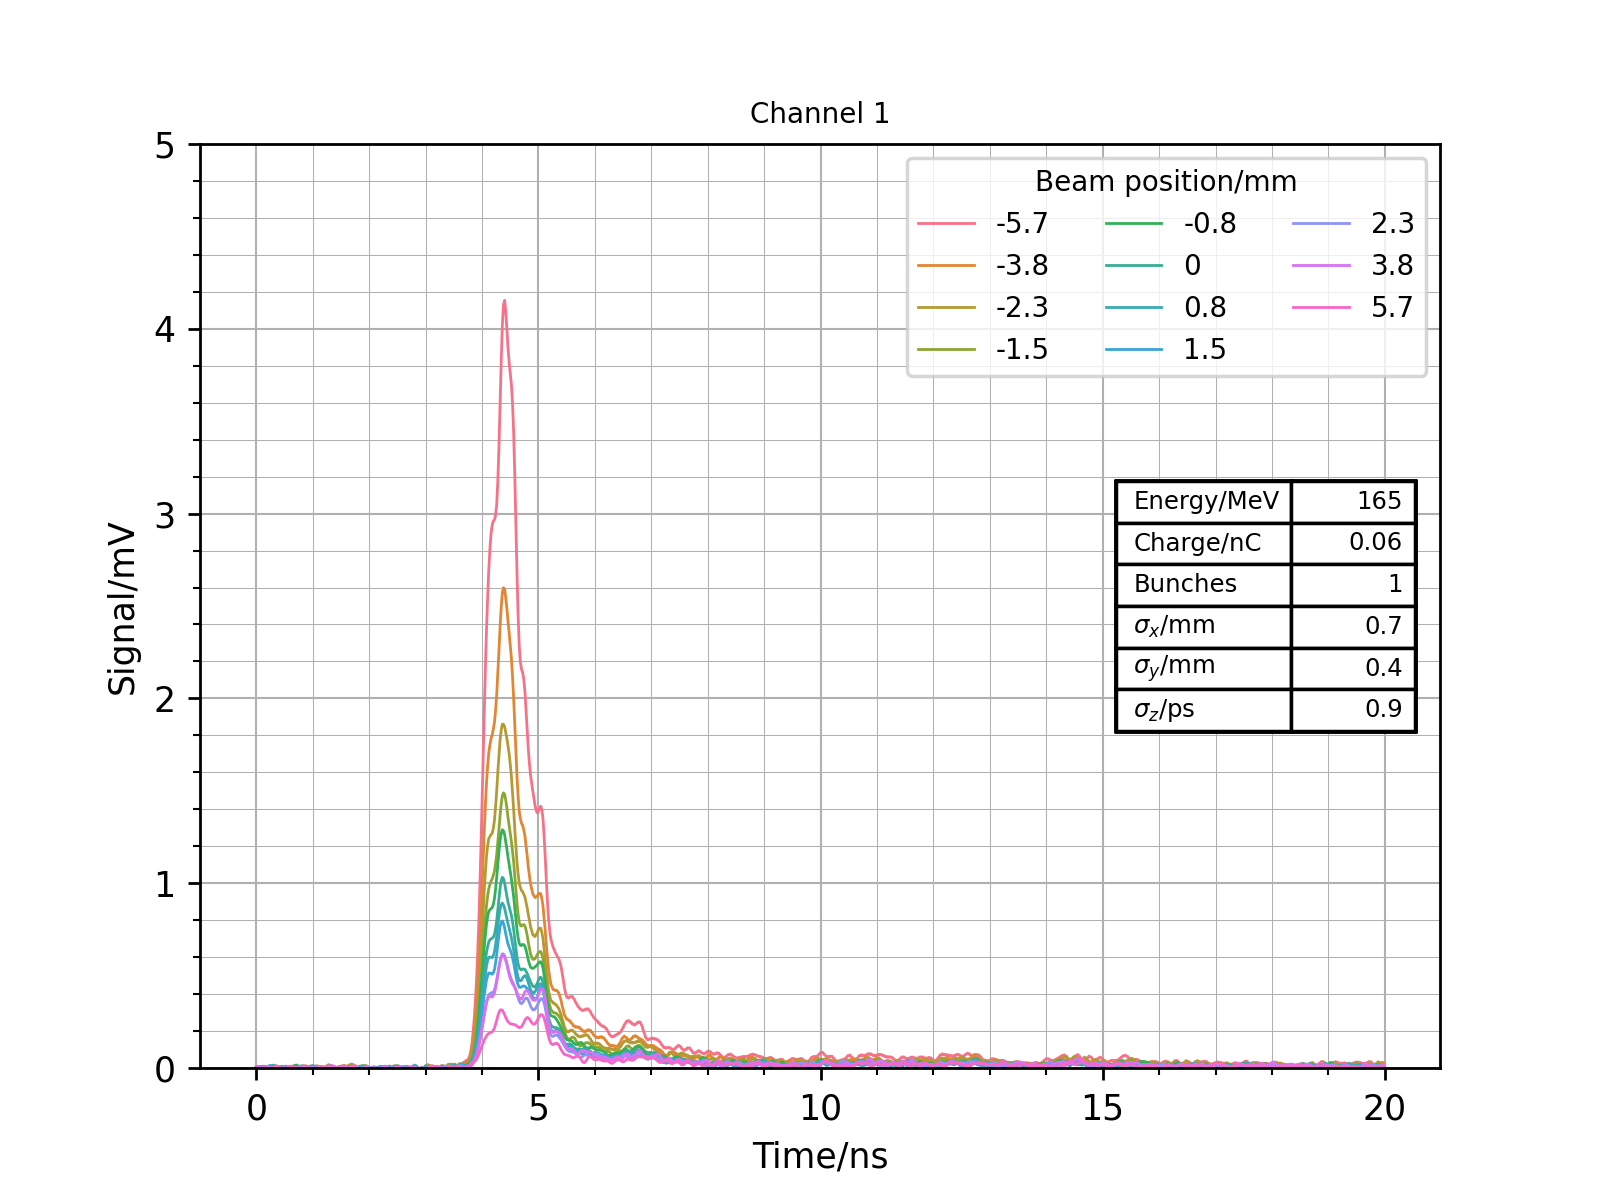 Channel 1
5
4
3
2
1
0
Signal/mV
0 5 10 15 20
Time/ns
Beam position/mm
-5.7 -0.8 2.3
-3.8 0 3.8
-2.3 0.8 5.7
-1.5 1.5
Energy/MeV 165
Charge/nC 0.06
Bunches 1
σx/mm 0.7
σy/mm 0.4
σz/ps 0.9